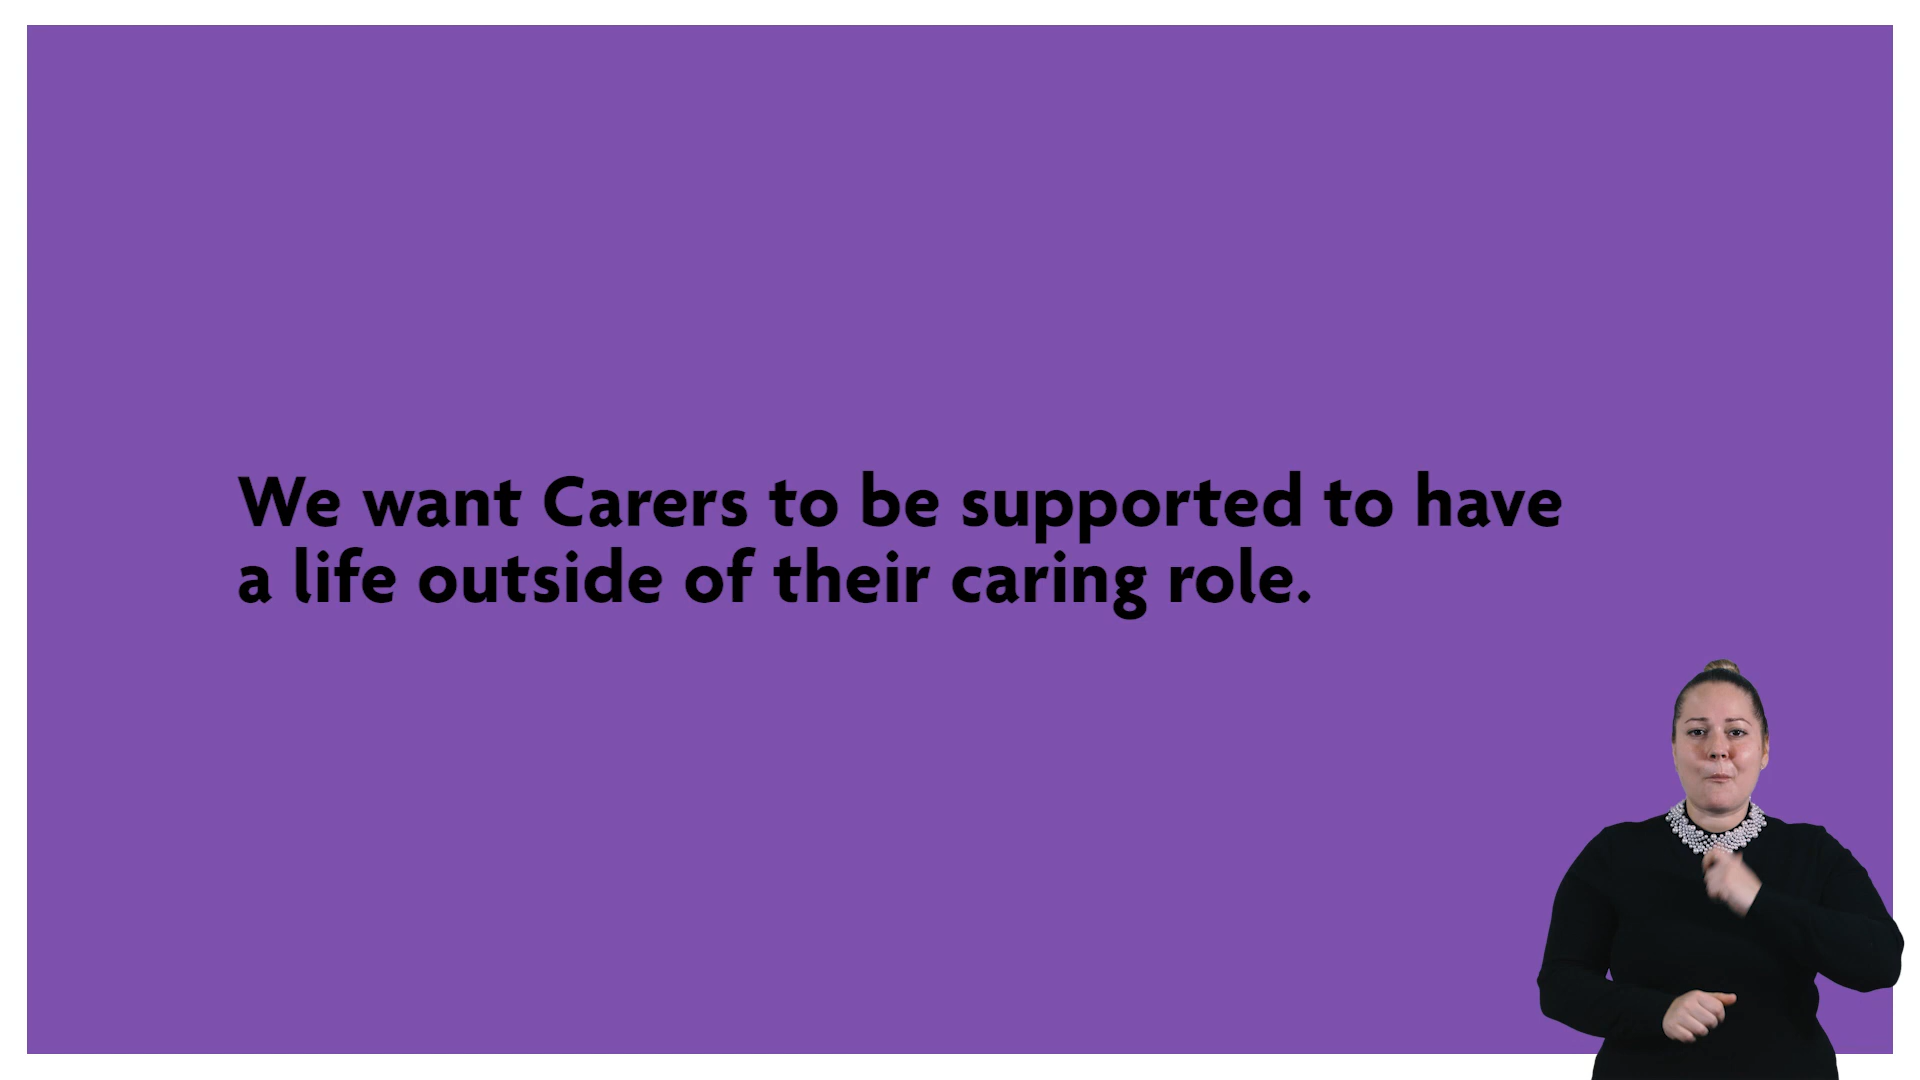 We want Carers to be supported to have
a life outside of their caring role.